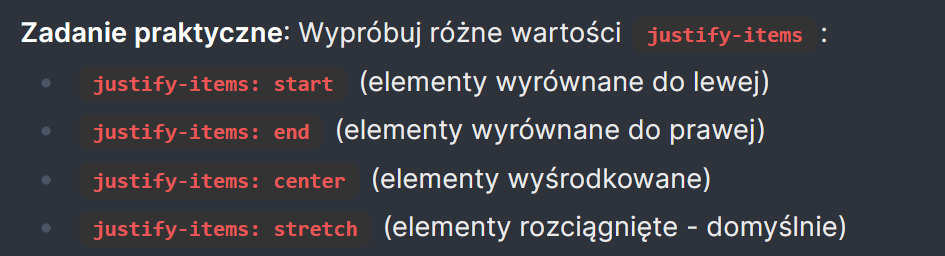 Zadanie praktyczne: Wypróbuj różne wartości justify-items :
justify-items: start (elementy wyrównane do lewej)
justify-items: end (elementy wyrównane do prawej)
justify-items: center (elementy wyśrodkowane)
justify-items: stretch (elementy rozciągnięte - domyślnie)